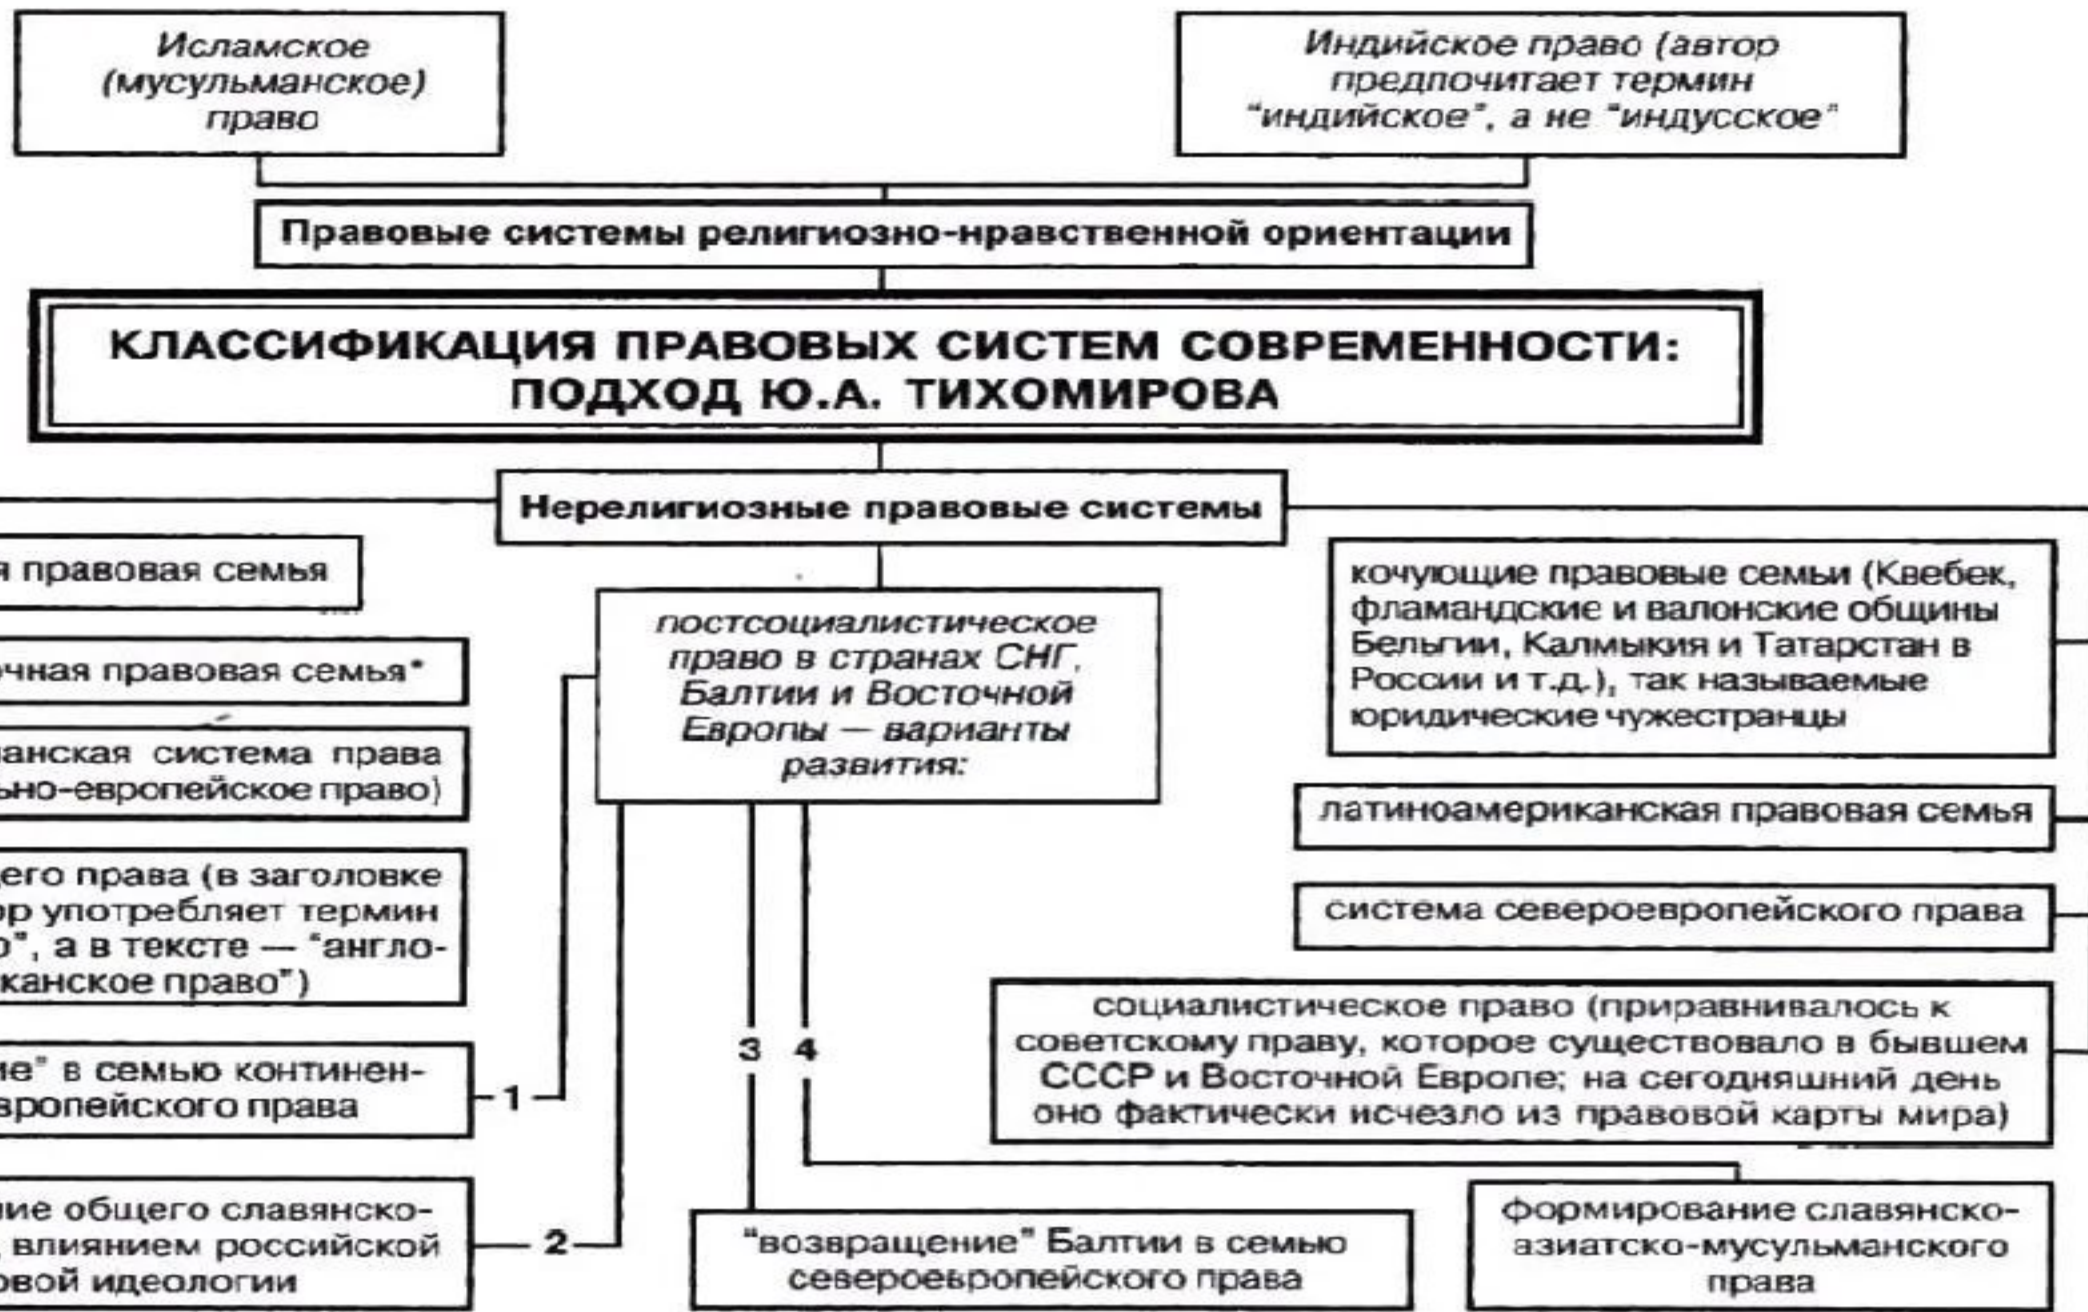 Исламское
(мусульманское)
право
Индийское право (автор
предпочитает термин
"индийское", а не "индусское"
Правовые системы религиозно-нравственной ориентации
КЛАССИФИКАЦИЯ ПРАВОВЫХ СИСТЕМ СОВРЕМЕННОСТИ:
ПОДХОД Ю.А. ТИХОМИРОВА
Нерелигиозные правовые системы
я правовая семья
очная правовая семья*
анская система права
ьно-европейское право)
его права (в заголовке
ор употребляет термин
о", а в тексте — "англо-
канское право")
ие" в семью континен-
европейского права
1
ние общего славянско-
влиянием российской
овой идеологии
2
постсоциалистическое
право в странах СНГ,
Балтии и Восточной
Европы — варианты
развития:
3 4
"возвращение" Балтии в семью
североевропейского права
кочующие правовые семьи (Квебек,
фламандские и валонские общины
Бельгии, Калмыкия и Татарстан в
России и т.д.), так называемые
юридические чужестранцы
латиноамериканская правовая семья
система североевропейского права
социалистическое право (приравнивалось к
советскому праву, которое существовало в бывшем
СССР и Восточной Европе; на сегодняшний день
оно фактически исчезло из правовой карты мира)
формирование славянско-
азиатско-мусульманского
права